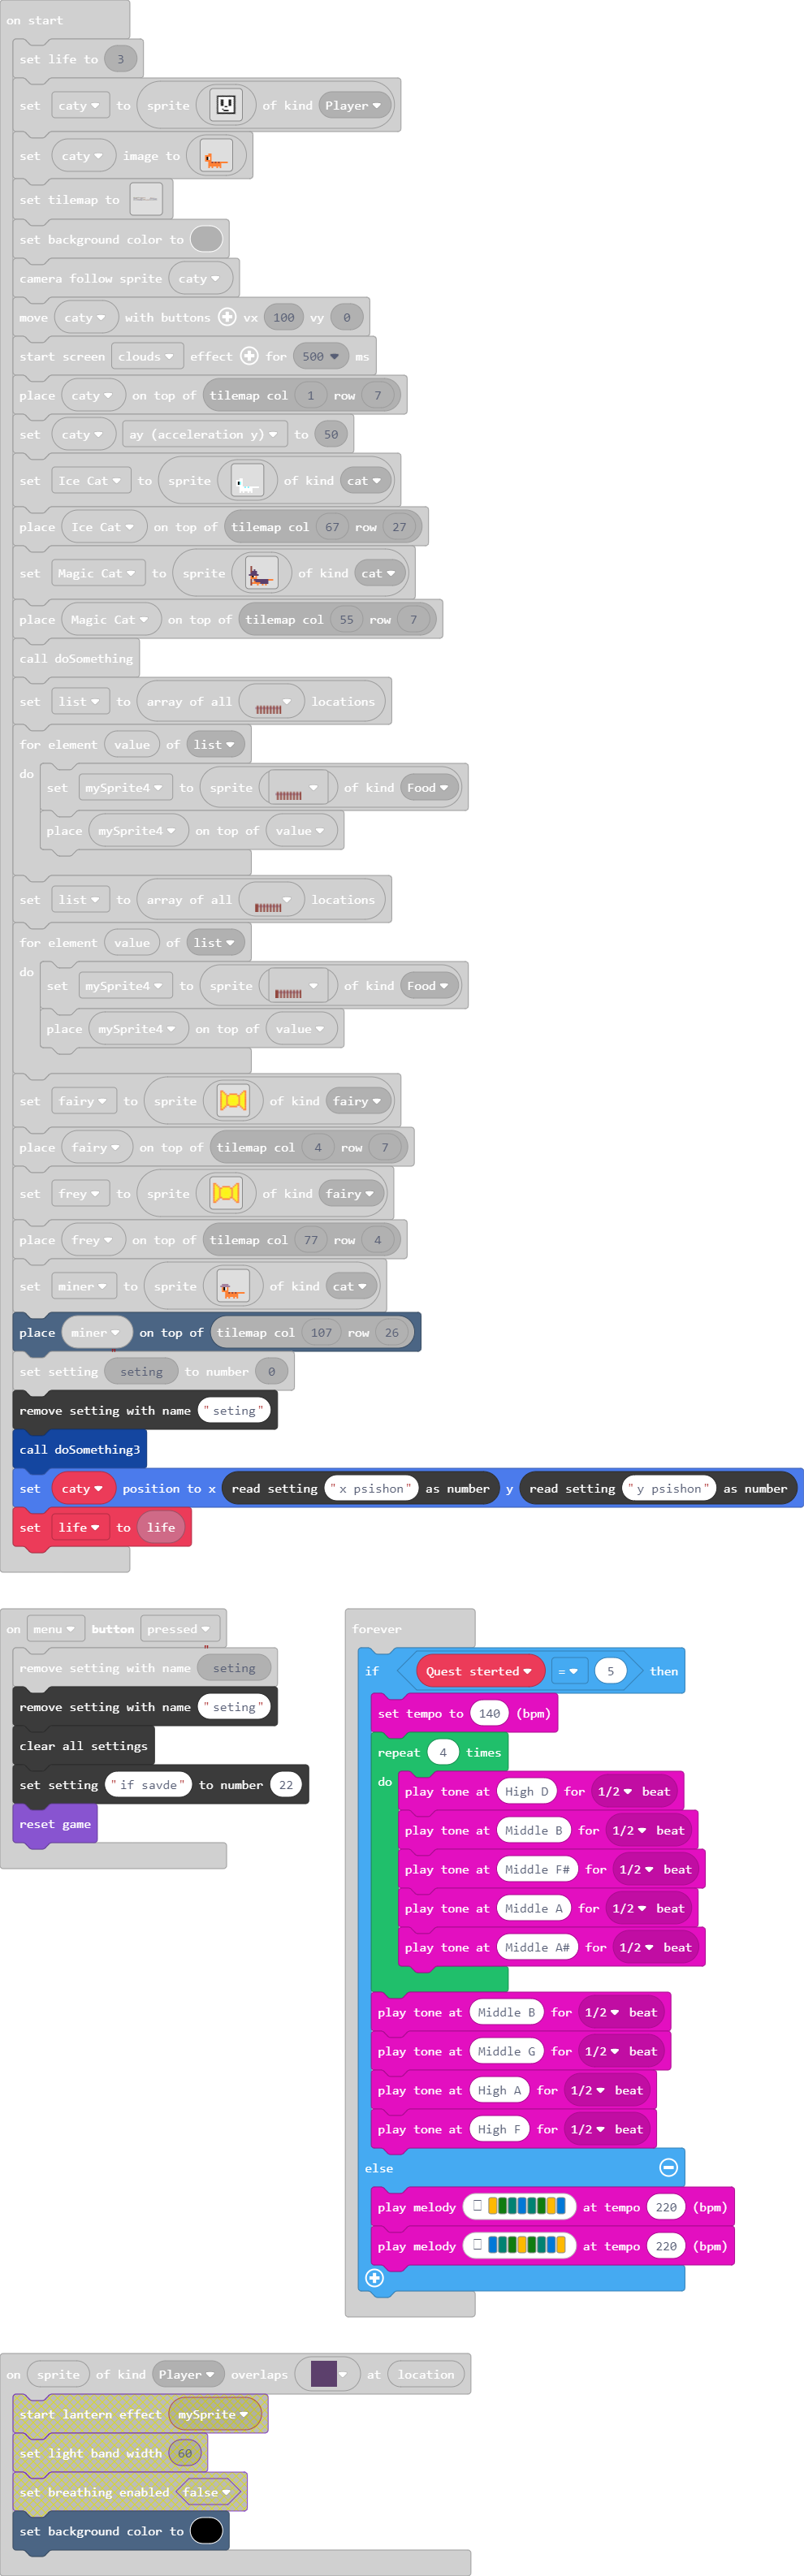 on start
set life to 3
set caty to sprite of kind Player
set caty image to
set tilemap to
set background color to
camera follow sprite caty
move caty with buttons vx 100 vy 0
start screen clouds effect for 500 ms
place caty on top of tilemap col 1 row 7
set caty ay (acceleration y) to 50
set Ice Cat to sprite of kind cat
place Ice Cat on top of tilemap col 67 row 27
set Magic Cat to sprite of kind cat
place Magic Cat on top of tilemap col 55 row 7
call doSomething
set list to array of all locations
for element value of list
do set mySprite4 to sprite of kind Food
place mySprite4 on top of value
set list to array of all locations
for element value of list
do set mySprite4 to sprite of kind Food
place mySprite4 on top of value
set fairy to sprite of kind fairy
place fairy on top of tilemap col 4 row 7
set frey to sprite of kind fairy
place frey on top of tilemap col 77 row 4
set miner to sprite of kind cat
place miner on top of tilemap col 107 row 26
set setting "seting" to number 0
remove setting with name "seting"
call doSomething3
set caty position to x read setting "x psishon" as number y read setting "y psishon" as number
set life to life
on menu button pressed
remove setting with name "seting"
remove setting with name "seting"
clear all settings
set setting "if savde" to number 22
reset game
forever
if Quest sterted = 5 then
set tempo to 140 (bpm)
repeat 4 times
do play tone at High D for 1/2 beat
play tone at Middle B for 1/2 beat
play tone at Middle F# for 1/2 beat
play tone at Middle A for 1/2 beat
play tone at Middle A# for 1/2 beat
play tone at Middle B for 1/2 beat
play tone at Middle G for 1/2 beat
play tone at High A for 1/2 beat
play tone at High F for 1/2 beat
else
play melody at tempo 220 (bpm)
play melody at tempo 220 (bpm)
on sprite of kind Player overlaps at location
start lantern effect mySprite
set light band width 60
set breathing enabled false
set background color to